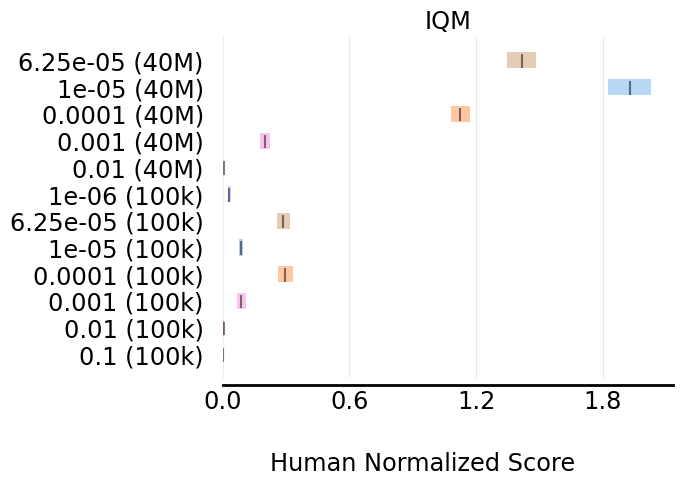 IQM
6.25e-05 (40M)
1e-05 (40M)
0.0001 (40M)
0.001 (40M)
0.01 (40M)
1e-06 (100k)
6.25e-05 (100k)
1e-05 (100k)
0.0001 (100k)
0.001 (100k)
0.01 (100k)
0.1 (100k)
0.0 0.6 1.2 1.8
Human Normalized Score